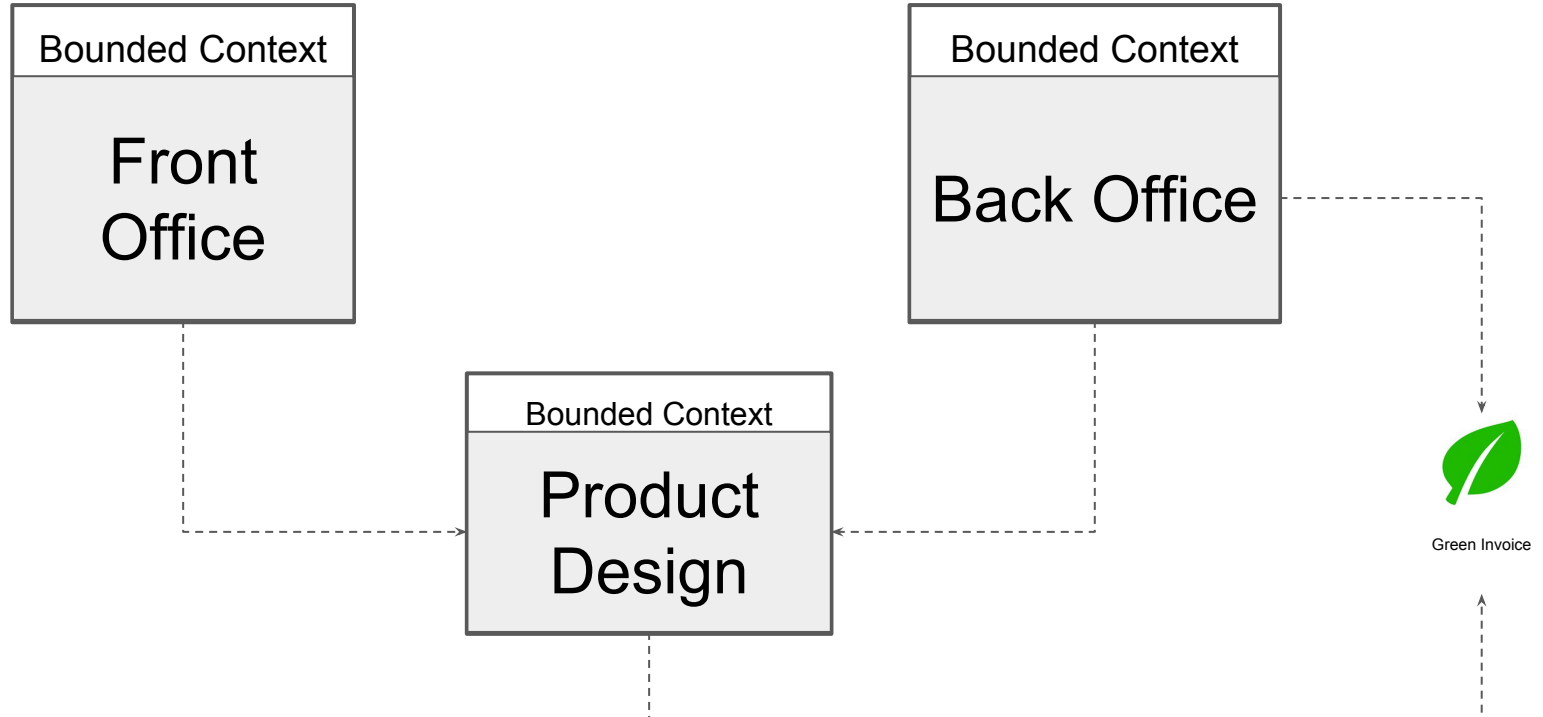 Bounded Context
Front
Office
Bounded Context
Back Office
Bounded Context
Product
Design
Green Invoice